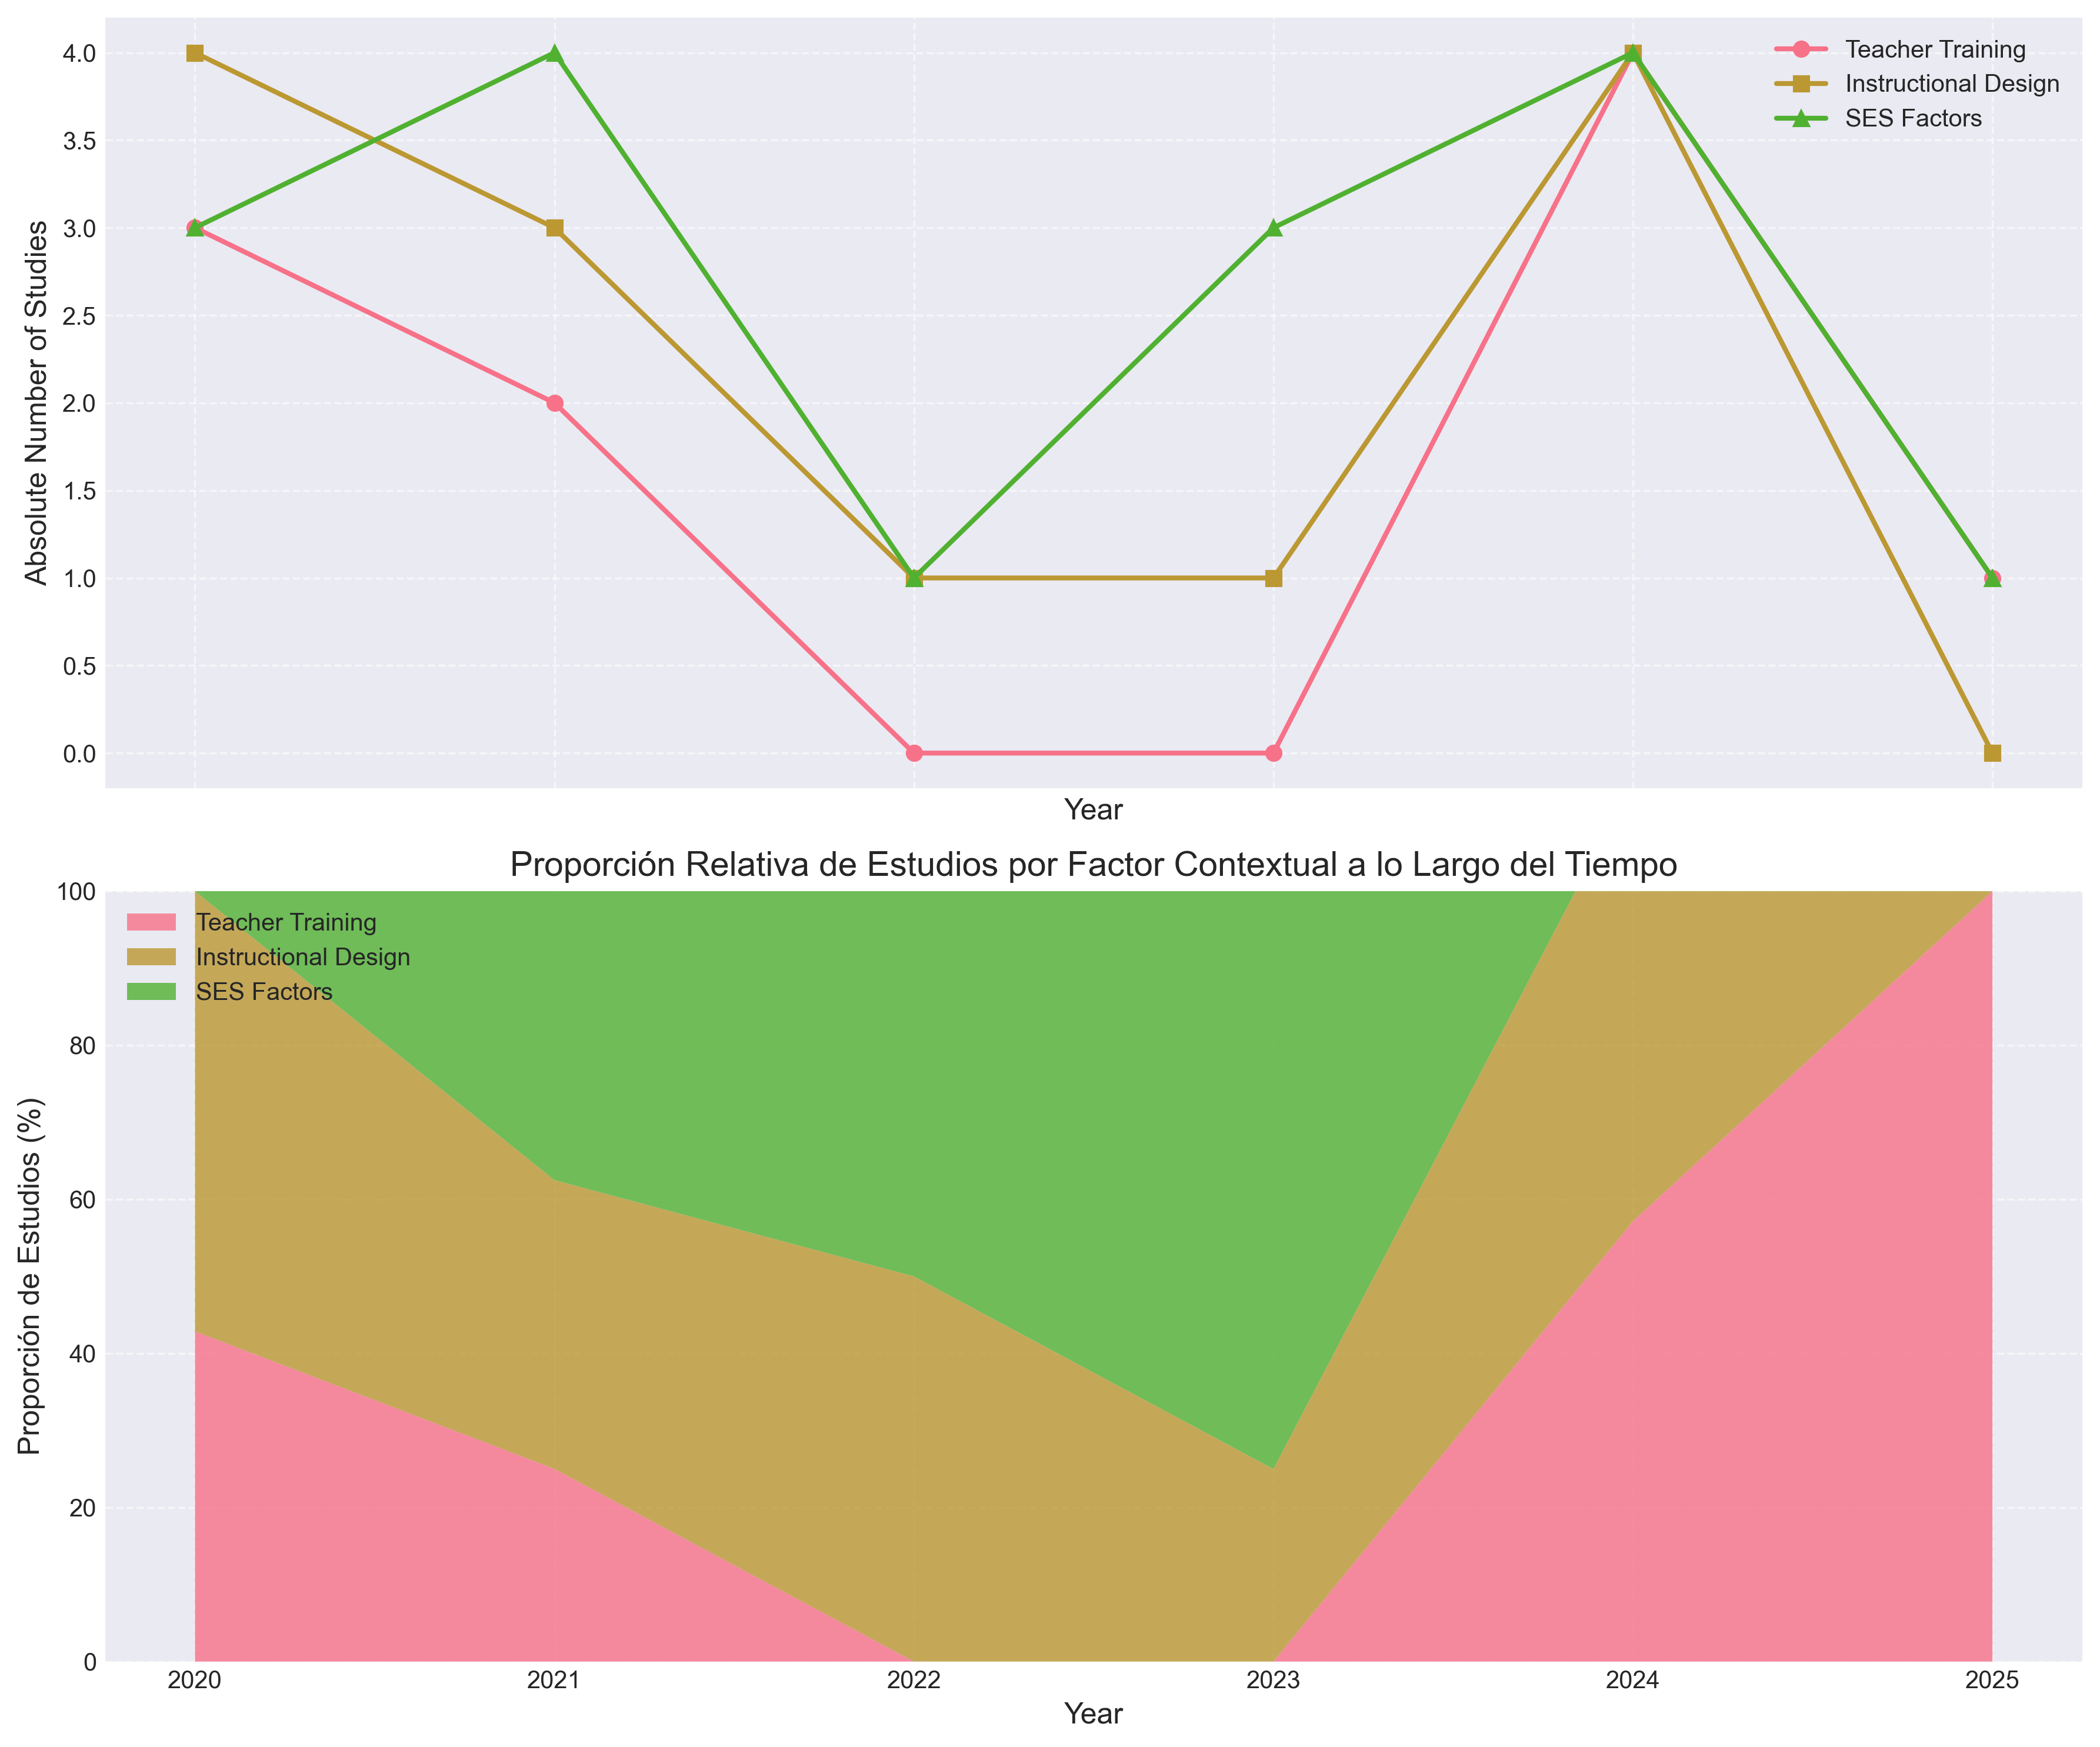 4.0
3.5
3.0
2.5
2.0
1.5
1.0
0.5
0.0
Absolute Number of Studies
Teacher Training
Instructional Design
SES Factors
Year
Proporción Relativa de Estudios por Factor Contextual a lo Largo del Tiempo
100
80
60
40
20
0
Proporción de Estudios (%)
Teacher Training
Instructional Design
SES Factors
2020 2021 2022 2023 2024 2025
Year